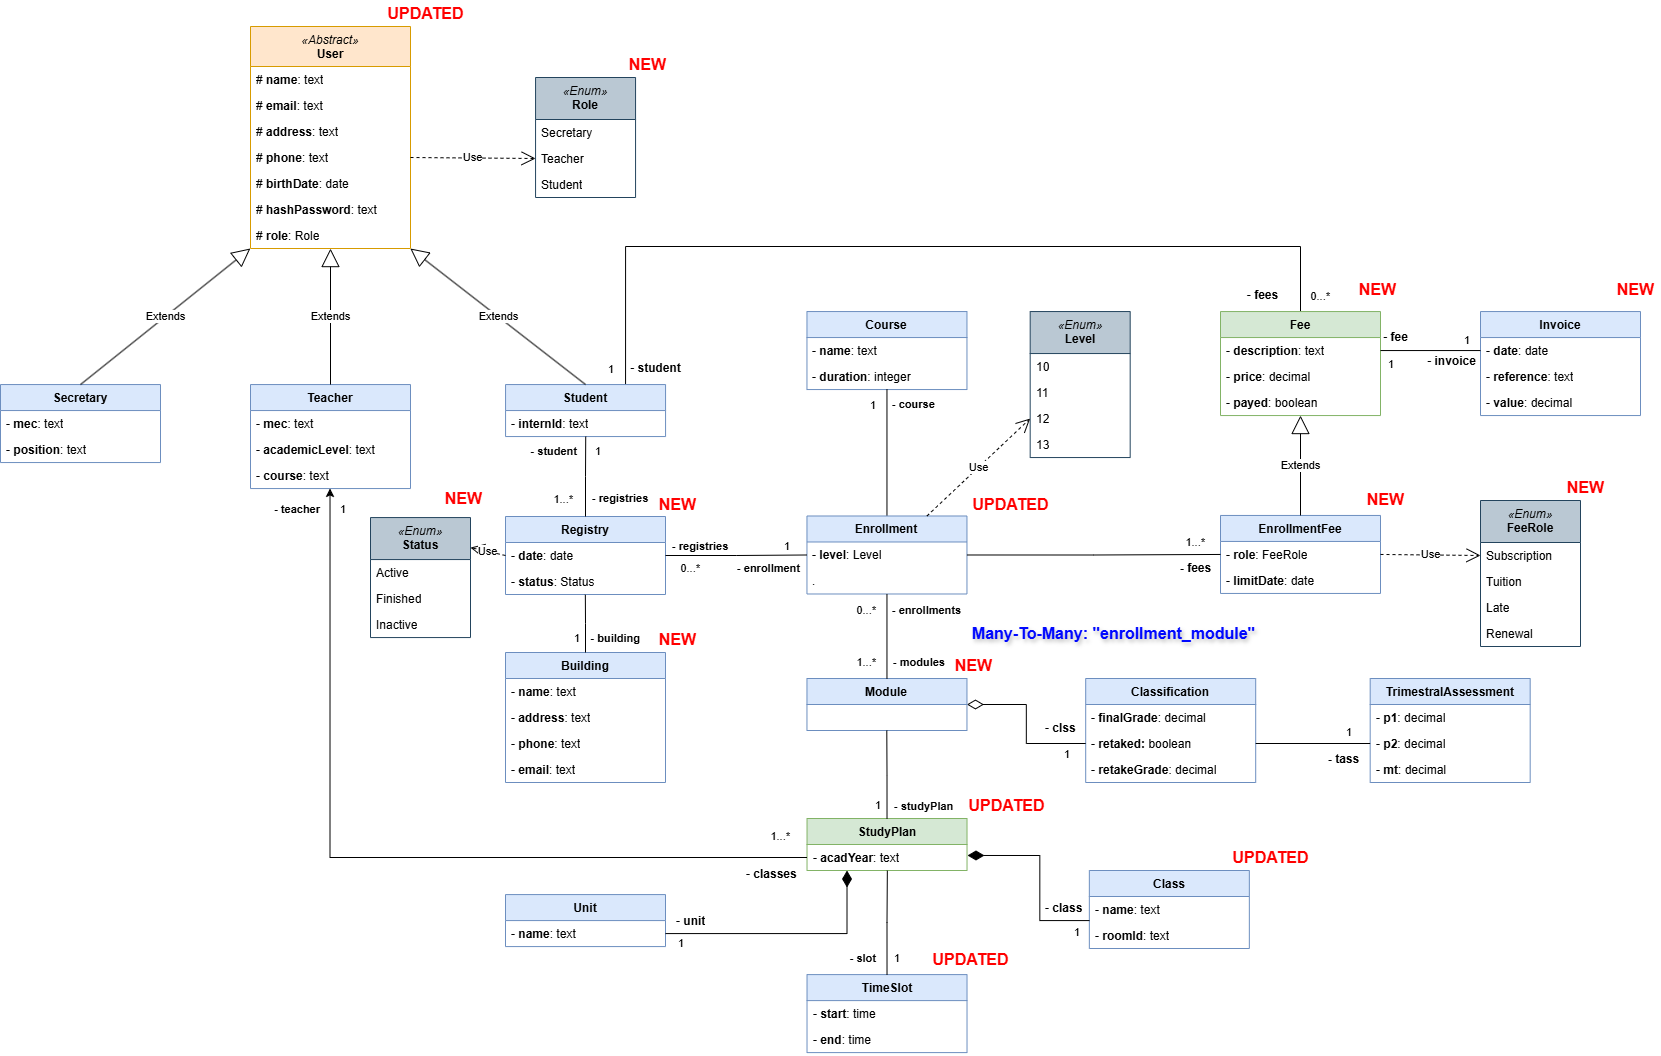 UPDATED
«Abstract»
User
# name: text
# email: text
# address: text
# phone: text
# birthDate: date
# hashPassword: text
# role: Role
Use
NEW
«Enum»
Role
Secretary
Teacher
Student
Extends
Extends
Extends
Secretary
- mec: text
- position: text
Teacher
- mec: text
- academicLevel: text
- course: text
- teacher
1
Student
- internId: text
1
- student
- student
1
1...*
- registries
NEW
Registry
- date: date
- status: Status
Use
NEW
«Enum»
Status
Active
Finished
Inactive
- registries
0...*
1
- enrollment
1
- building
NEW
Building
- name: text
- address: text
- phone: text
- email: text
Course
- name: text
- duration: integer
1
- course
«Enum»
Level
10
11
12
13
Use
UPDATED
Enrollment
- level: Level
.
- fees
0...*
NEW
Fee
- description: text
- price: decimal
- payed: boolean
- fee
1
1
- invoice
NEW
Invoice
- date: date
- reference: text
- value: decimal
Extends
NEW
EnrollmentFee
- role: FeeRole
- limitDate: date
1...*
- fees
Use
NEW
«Enum»
FeeRole
Subscription
Tuition
Late
Renewal
0...*
- enrollments
Many-To-Many: "enrollment_module"
1...*
- modules
NEW
Module
- clss
1
Classification
- finalGrade: decimal
- retaked: boolean
- retakeGrade: decimal
1
- tass
TrimestralAssessment
- p1: decimal
- p2: decimal
- mt: decimal
1
- studyPlan
UPDATED
StudyPlan
- acadYear: text
1...*
- classes
Unit
- name: text
- unit
1
- class
1
UPDATED
Class
- name: text
- roomId: text
- slot
1
UPDATED
TimeSlot
- start: time
- end: time